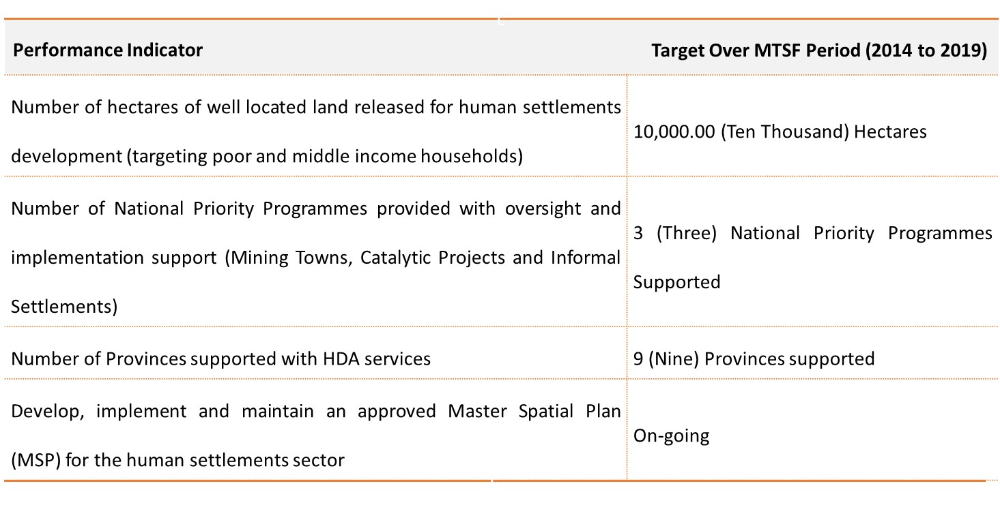 Performance Indicator
Target Over MTSF Period (2014 to 2019)
Number of hectares of well located land released for human settlements
development (targeting poor and middle income households)
10,000.00 (Ten Thousand) Hectares
Number of National Priority Programmes provided with oversight and
implementation support (Mining Towns, Catalytic Projects and Informal
Settlements)
3 (Three) National Priority Programmes
Supported
Number of Provinces supported with HDA services
9 (Nine) Provinces supported
Develop, implement and maintain an approved Master Spatial Plan
(MSP) for the human settlements sector
On-going